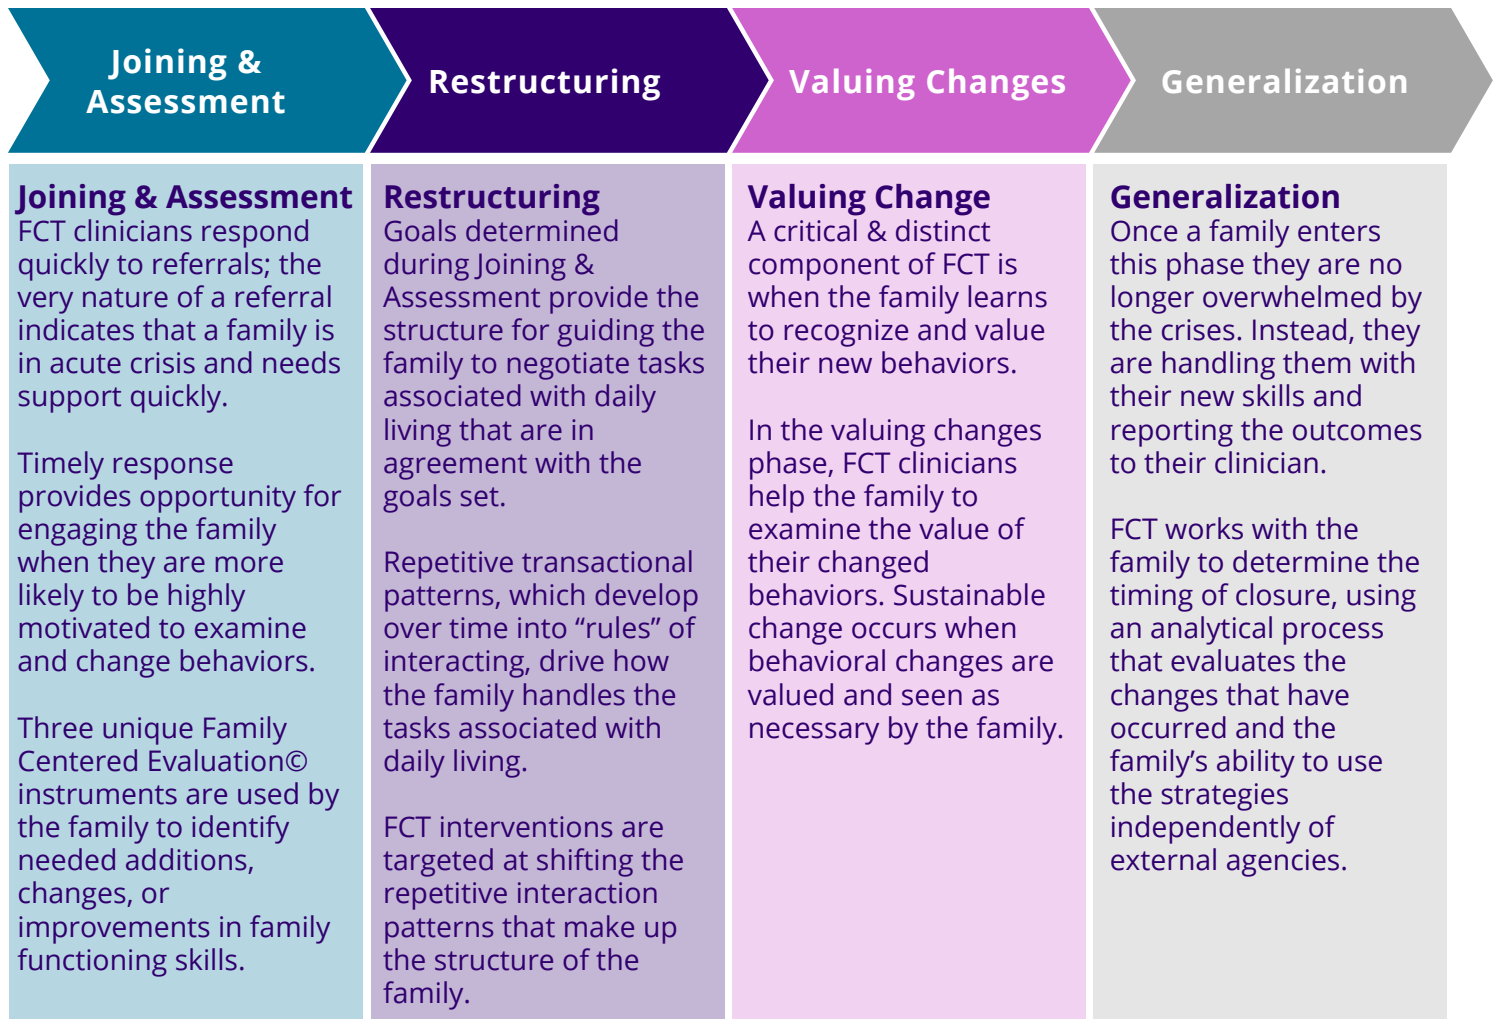 Joining &
Assessment
Restructuring
Valuing Changes
Generalization
Joining & Assessment
FCT clinicians respond
quickly to referrals; the
very nature of a referral
indicates that a family is
in acute crisis and needs
support quickly.
Timely response
provides opportunity for
engaging the family
when they are more
likely to be highly
motivated to examine
and change behaviors.
Three unique Family
Centered Evaluation©
instruments are used by
the family to identify
needed additions,
changes, or
improvements in family
functioning skills.
Restructuring
Goals determined
during Joining &
Assessment provide the
structure for guiding the
family to negotiate tasks
associated with daily
living that are in
agreement with the
goals set.
Repetitive transactional
patterns, which develop
over time into “rules” of
interacting, drive how
the family handles the
tasks associated with
daily living.
FCT interventions are
targeted at shifting the
repetitive interaction
patterns that make up
the structure of the
family.
Valuing Change
A critical & distinct
component of FCT is
when the family learns
to recognize and value
their new behaviors.
In the valuing changes
phase, FCT clinicians
help the family to
examine the value of
their changed
behaviors. Sustainable
change occurs when
behavioral changes are
valued and seen as
necessary by the family.
Generalization
Once a family enters
this phase they are no
longer overwhelmed by
the crises. Instead, they
are handling them with
their new skills and
reporting the outcomes
to their clinician.
FCT works with the
family to determine the
timing of closure, using
an analytical process
that evaluates the
changes that have
occurred and the
family’s ability to use
the strategies
independently of
external agencies.